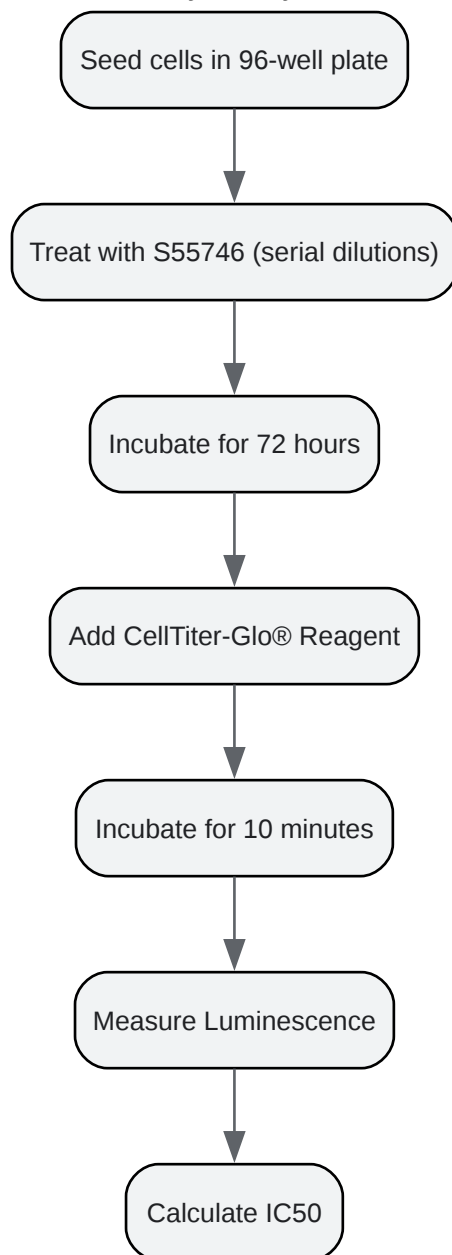 Seed cells in 96-well plate
Treat with S55746 (serial dilutions)
Incubate for 72 hours
Add CellTiter-Glo® Reagent
Incubate for 10 minutes
Measure Luminescence
Calculate IC50